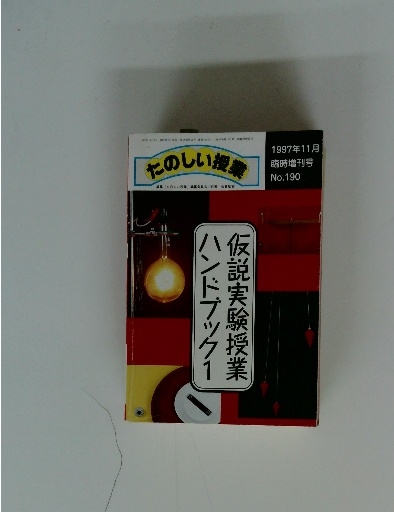 たのしい授業
1997年11月
臨時増刊号
No.190
仮説実験授業
ハンドブック1